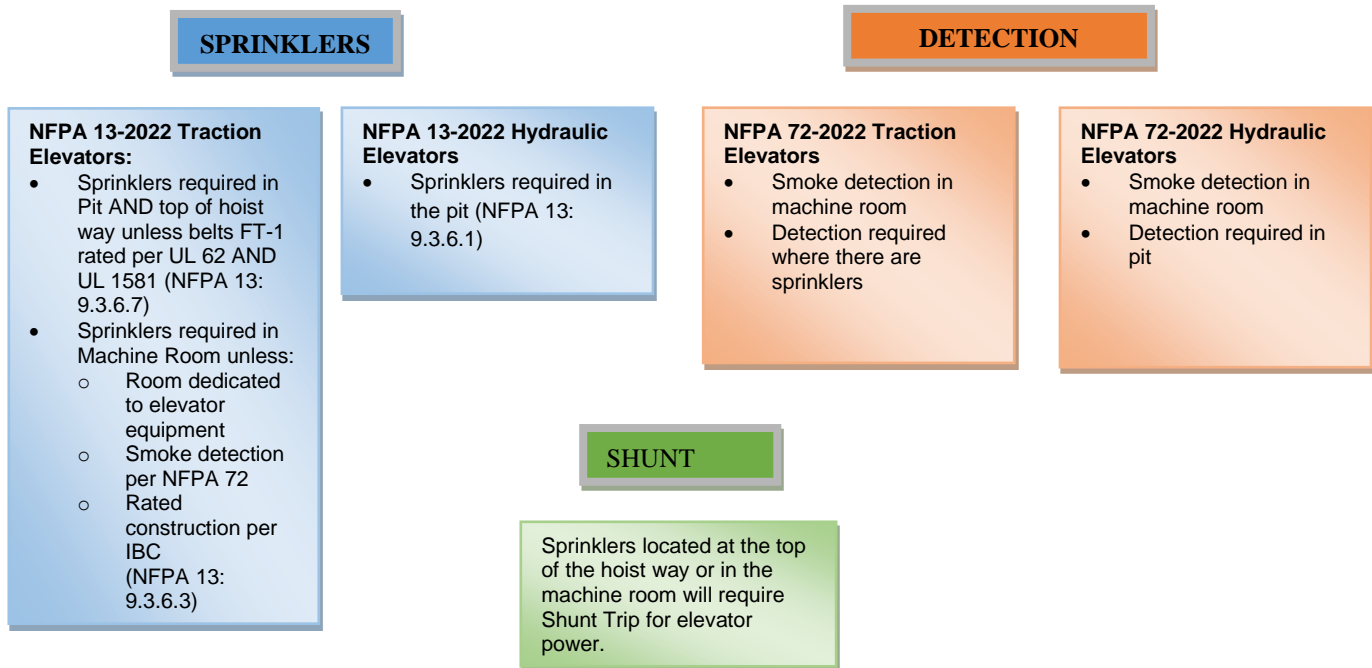 SPRINKLERS
DETECTION
NFPA 13-2022 Traction
Elevators:
• Sprinklers required in
Pit AND top of hoist
way unless belts FT-1
rated per UL 62 AND
UL 1581 (NFPA 13:
9.3.6.7)
• Sprinklers required in
Machine Room unless:
o Room dedicated
to elevator
equipment
o Smoke detection
per NFPA 72
o Rated
construction per
IBC
(NFPA 13:
9.3.6.3)
NFPA 13-2022 Hydraulic
Elevators
• Sprinklers required in
the pit (NFPA 13:
9.3.6.1)
NFPA 72-2022 Traction
Elevators
• Smoke detection in
machine room
• Detection required
where there are
sprinklers
NFPA 72-2022 Hydraulic
Elevators
• Smoke detection in
machine room
• Detection required in
pit
SHUNT
Sprinklers located at the top
of the hoist way or in the
machine room will require
Shunt Trip for elevator
power.